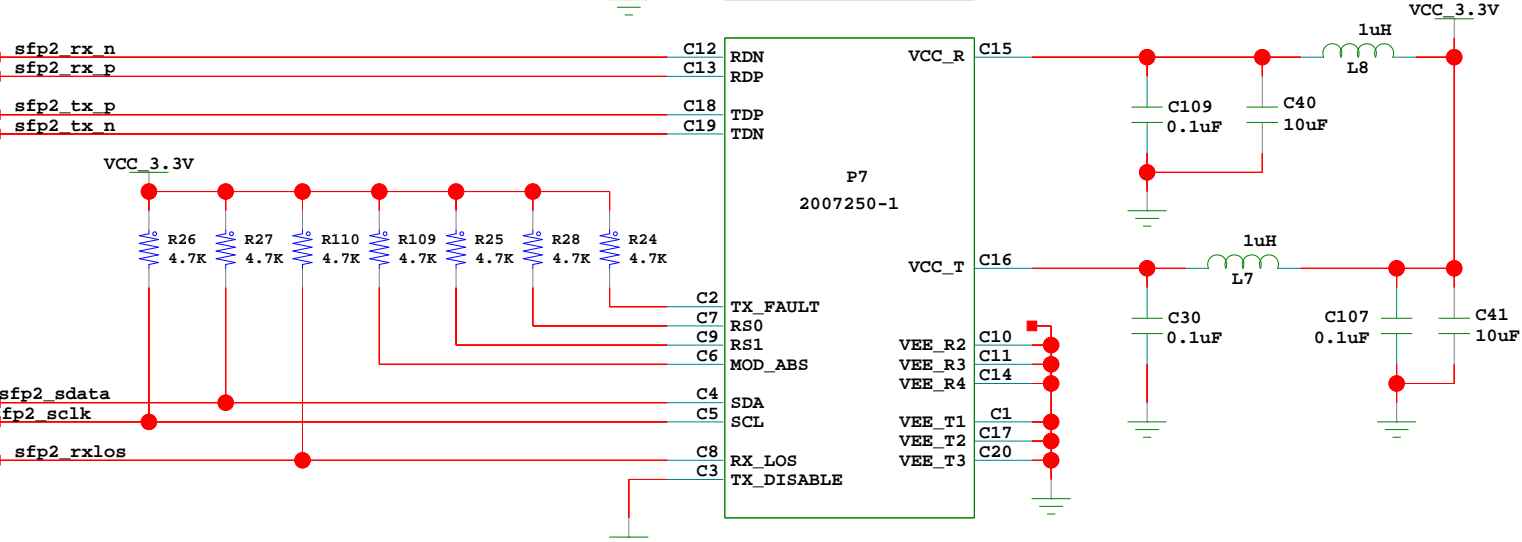 VCC_3.3V
1uH
L8
sfp2_rx_n
C12
RDN
VCC_R
C15
sfp2_rx_p
C13
RDP
sfp2_tx_p
C18
TDP
C109
0.1uF
C40
10uF
sfp2_tx_n
C19
TDN
VCC_3.3V
P7
2007250-1
R26
4.7K
R27
4.7K
R110
4.7K
R109
4.7K
R25
4.7K
R28
4.7K
R24
4.7K
1uH
L7
VCC_T
C16
C2
TX_FAULT
C7
RS0
C9
RS1
C6
MOD_ABS
C30
0.1uF
C107
0.1uF
C41
10uF
VEE_R2
C10
VEE_R3
C11
VEE_R4
C14
sfp2_sdata
C4
SDA
fp2_sclk
C5
SCL
VEE_T1
C1
VEE_T2
C17
VEE_T3
C20
sfp2_rxlos
C8
RX_LOS
C3
TX_DISABLE